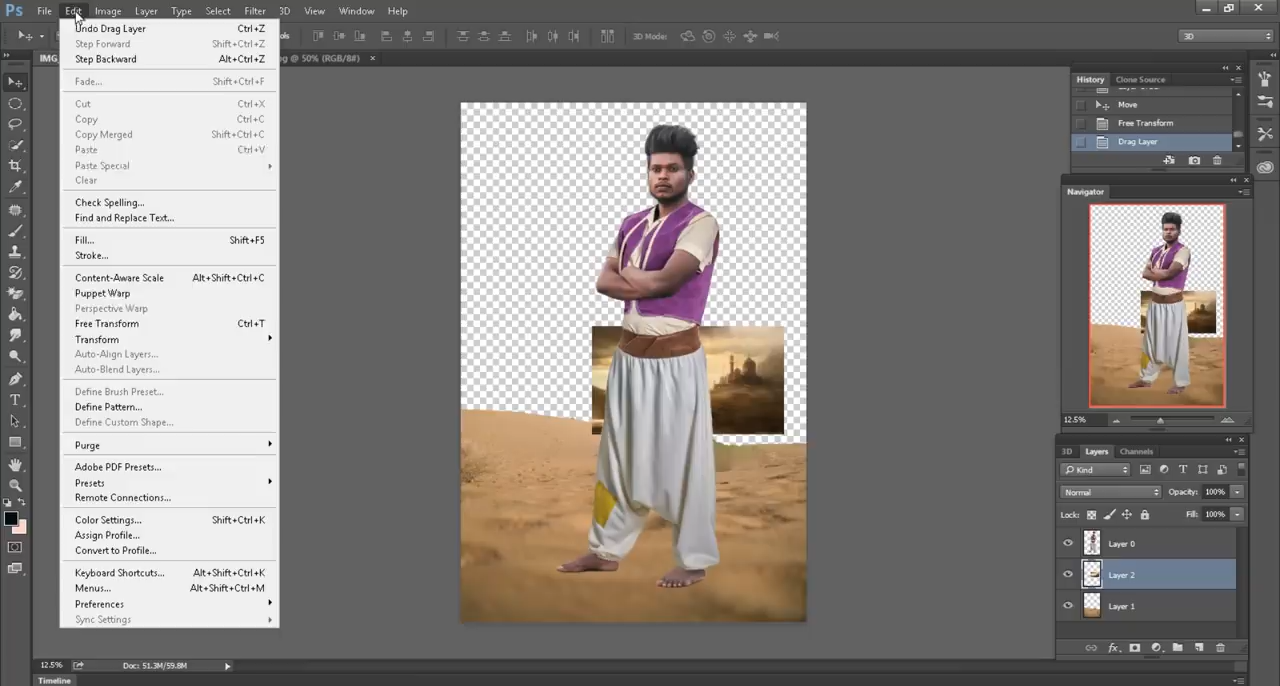 Ps File Edit Image Layer Type Select Filter 3D View Window Help
3D Mode: 3D
IMG_ @ 50% (RGB/8#) ×
Undo Drag Layer Ctrl+Z
Step Forward Shift+Ctrl+Z
Step Backward Alt+Ctrl+Z
Fade... Shift+Ctrl+F
Cut Ctrl+X
Copy Ctrl+C
Copy Merged Shift+Ctrl+C
Paste Ctrl+V
Paste Special
Clear
Check Spelling...
Find and Replace Text...
Fill... Shift+F5
Stroke...
Content-Aware Scale Alt+Shift+Ctrl+C
Puppet Warp
Perspective Warp
Free Transform Ctrl+T
Transform
Auto-Align Layers...
Auto-Blend Layers...
Define Brush Preset...
Define Pattern...
Define Custom Shape...
Purge
Adobe PDF Presets...
Presets
Remote Connections...
Color Settings... Shift+Ctrl+K
Assign Profile...
Convert to Profile...
Keyboard Shortcuts... Alt+Shift+Ctrl+K
Menus... Alt+Shift+Ctrl+M
Preferences
Sync Settings
12.5% Doc: 51.3M/59.8M
Timeline
History Clone Source
Layer Order
Move
Free Transform
Drag Layer
Navigator
12.5%
3D Layers Channels
Kind
Normal Opacity: 100%
Lock: Fill: 100%
Layer 0
Layer 2
Layer 1
fx